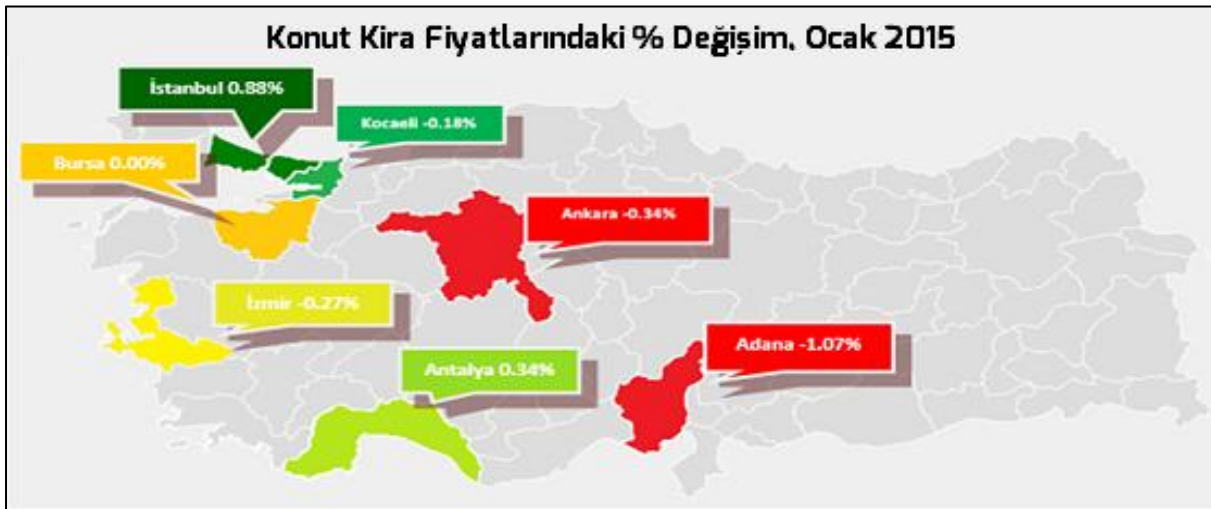 Konut Kira Fiyatlarındaki % Değişim, Ocak 2015
İstanbul 0.88%
Kocaeli -0.18%
Bursa 0.00%
Ankara -0.34%
İzmir -0.27%
Adana -1.07%
Antalya 0.34%